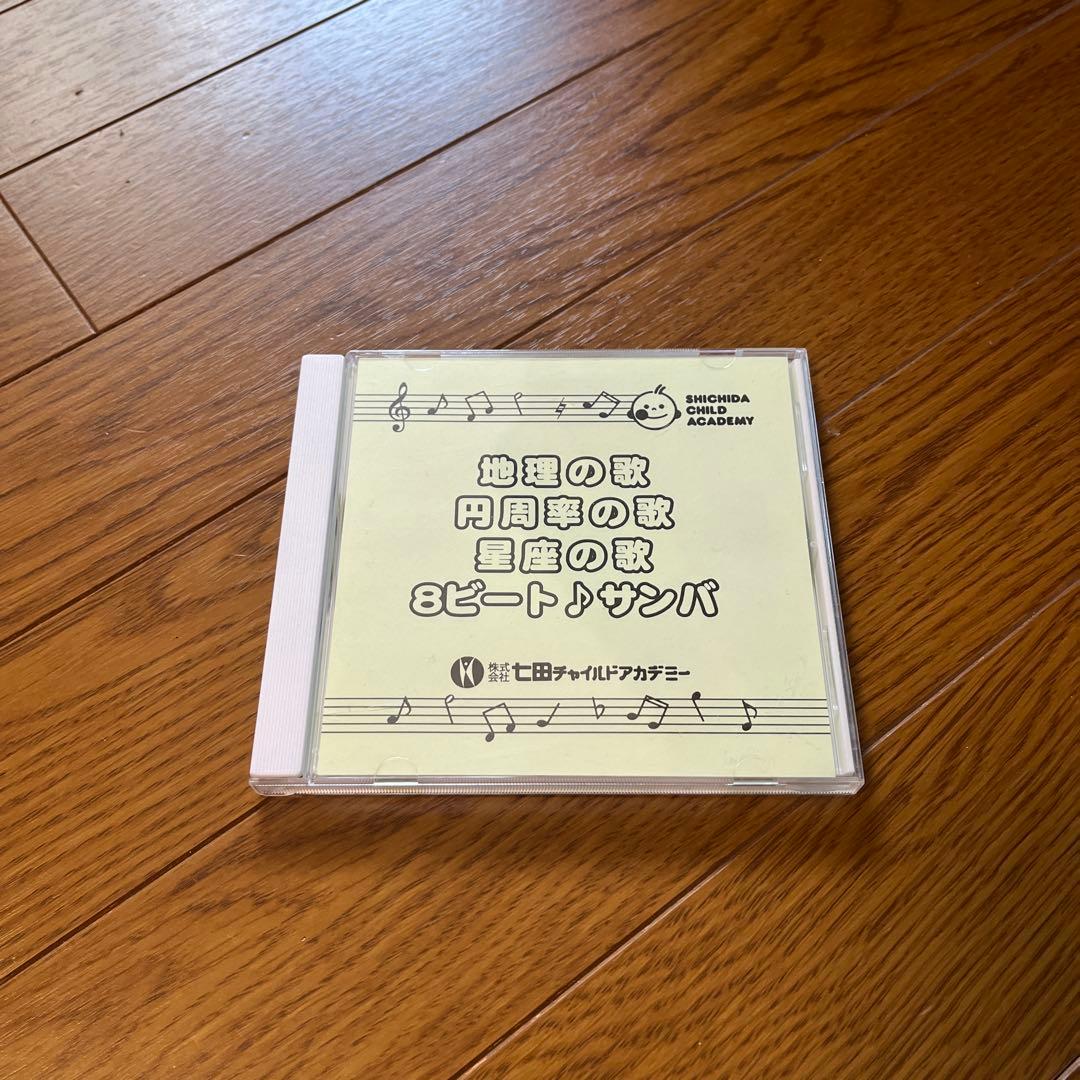 SHICHIDA
CHILD
ACADEMY
地理の歌
円周率の歌
星座の歌
8ビート♪サンバ
株式会社 七田チャイルドアカデミー